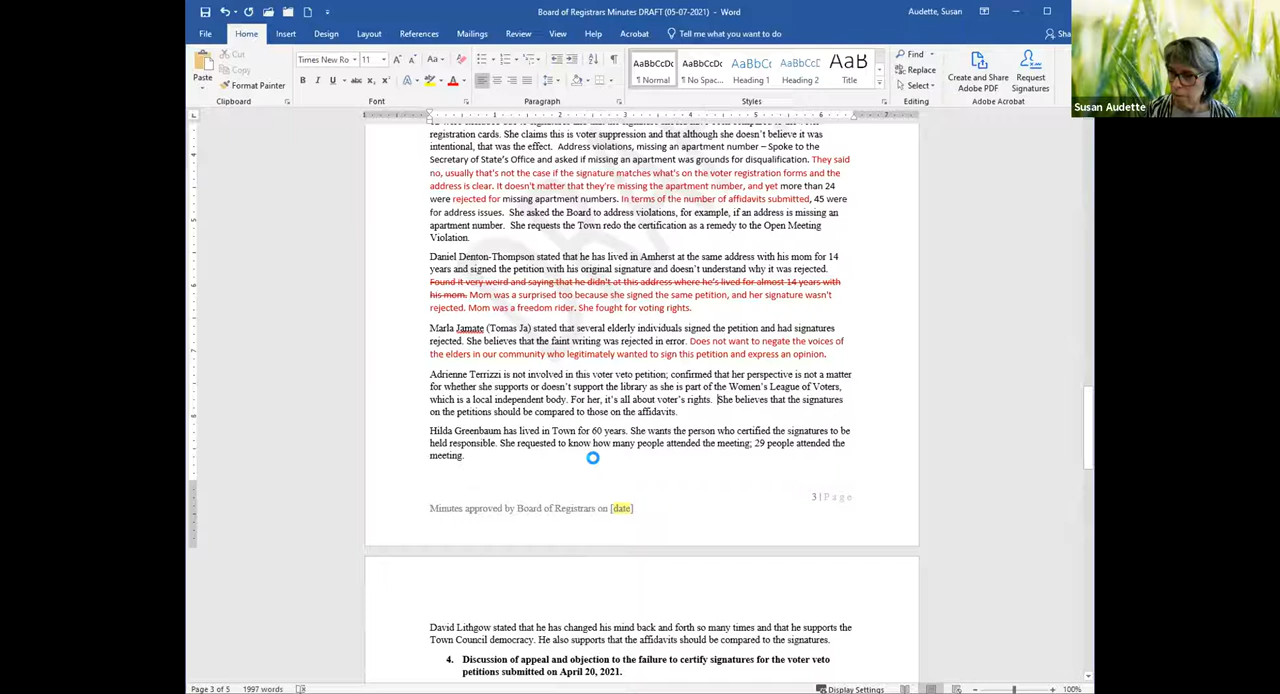 Board of Registrars Minutes DRAFT (05-07-2021) - Word
Audette, Susan
File Home Insert Design Layout References Mailings Review View Help Acrobat Tell me what you want to do
Sha
Paste
Cut
Copy
Format Painter
Clipboard
Times New Ro 11
Aa
B I U abc x₂ x²
Font
Paragraph
AaBbCcDc AaBbCcDc AaBbC( AaBbCcC AaB
¶ Normal ¶ No Spac... Heading 1 Heading 2 Title
Styles
Find
Replace
Select
Editing
Create and Share Adobe PDF
Request Signatures
Adobe Acrobat
Susan Audette
registration cards. She claims this is voter suppression and that although she doesn't believe it was
intentional, that was the effect. Address violations, missing an apartment number – Spoke to the
Secretary of State's Office and asked if missing an apartment was grounds for disqualification. They said
no, usually that's not the case if the signature matches what's on the voter registration forms and the
address is clear. It doesn't matter that they're missing the apartment number, and yet more than 24
were rejected for missing apartment numbers. In terms of the number of affidavits submitted, 45 were
for address issues. She asked the Board to address violations, for example, if an address is missing an
apartment number. She requests the Town redo the certification as a remedy to the Open Meeting
Violation.
Daniel Denton-Thompson stated that he has lived in Amherst at the same address with his mom for 14
years and signed the petition with his original signature and doesn't understand why it was rejected.
Found it very weird and saying that he didn't at this address where he's lived for almost 14 years with
his mom. Mom was a surprised too because she signed the same petition, and her signature wasn't
rejected. Mom was a freedom rider. She fought for voting rights.
Marla Jamate (Tomas Ja) stated that several elderly individuals signed the petition and had signatures
rejected. She believes that the faint writing was rejected in error. Does not want to negate the voices of
the elders in our community who legitimately wanted to sign this petition and express an opinion.
Adrienne Terrizzi is not involved in this voter veto petition; confirmed that her perspective is not a matter
for whether she supports or doesn't support the library as she is part of the Women's League of Voters,
which is a local independent body. For her, it's all about voter's rights. She believes that the signatures
on the petitions should be compared to those on the affidavits.
Hilda Greenbaum has lived in Town for 60 years. She wants the person who certified the signatures to be
held responsible. She requested to know how many people attended the meeting; 29 people attended the
meeting.
3 | P a g e
Minutes approved by Board of Registrars on [date]
David Lithgow stated that he has changed his mind back and forth so many times and that he supports the
Town Council democracy. He also supports that the affidavits should be compared to the signatures.
4. Discussion of appeal and objection to the failure to certify signatures for the voter veto
petitions submitted on April 20, 2021.
Page 3 of 5 1997 words Display Settings 100%